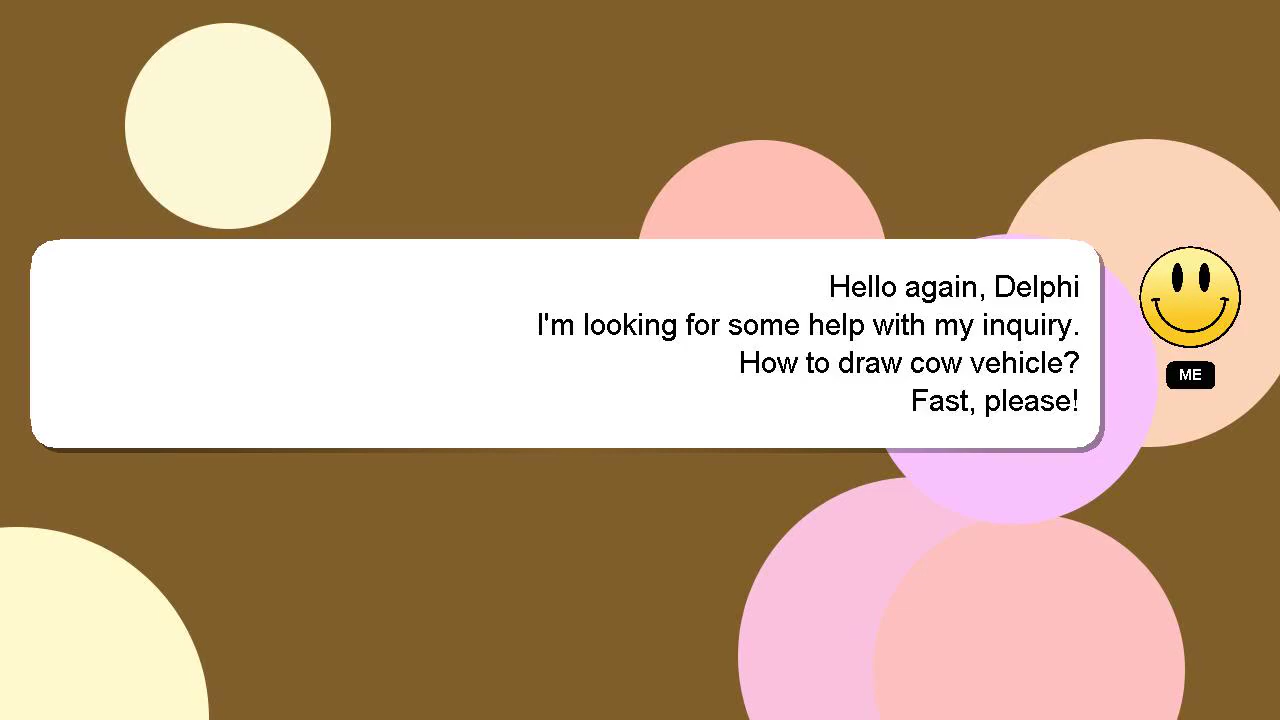 Hello again, Delphi
I'm looking for some help with my inquiry.
How to draw cow vehicle?
Fast, please!
ME